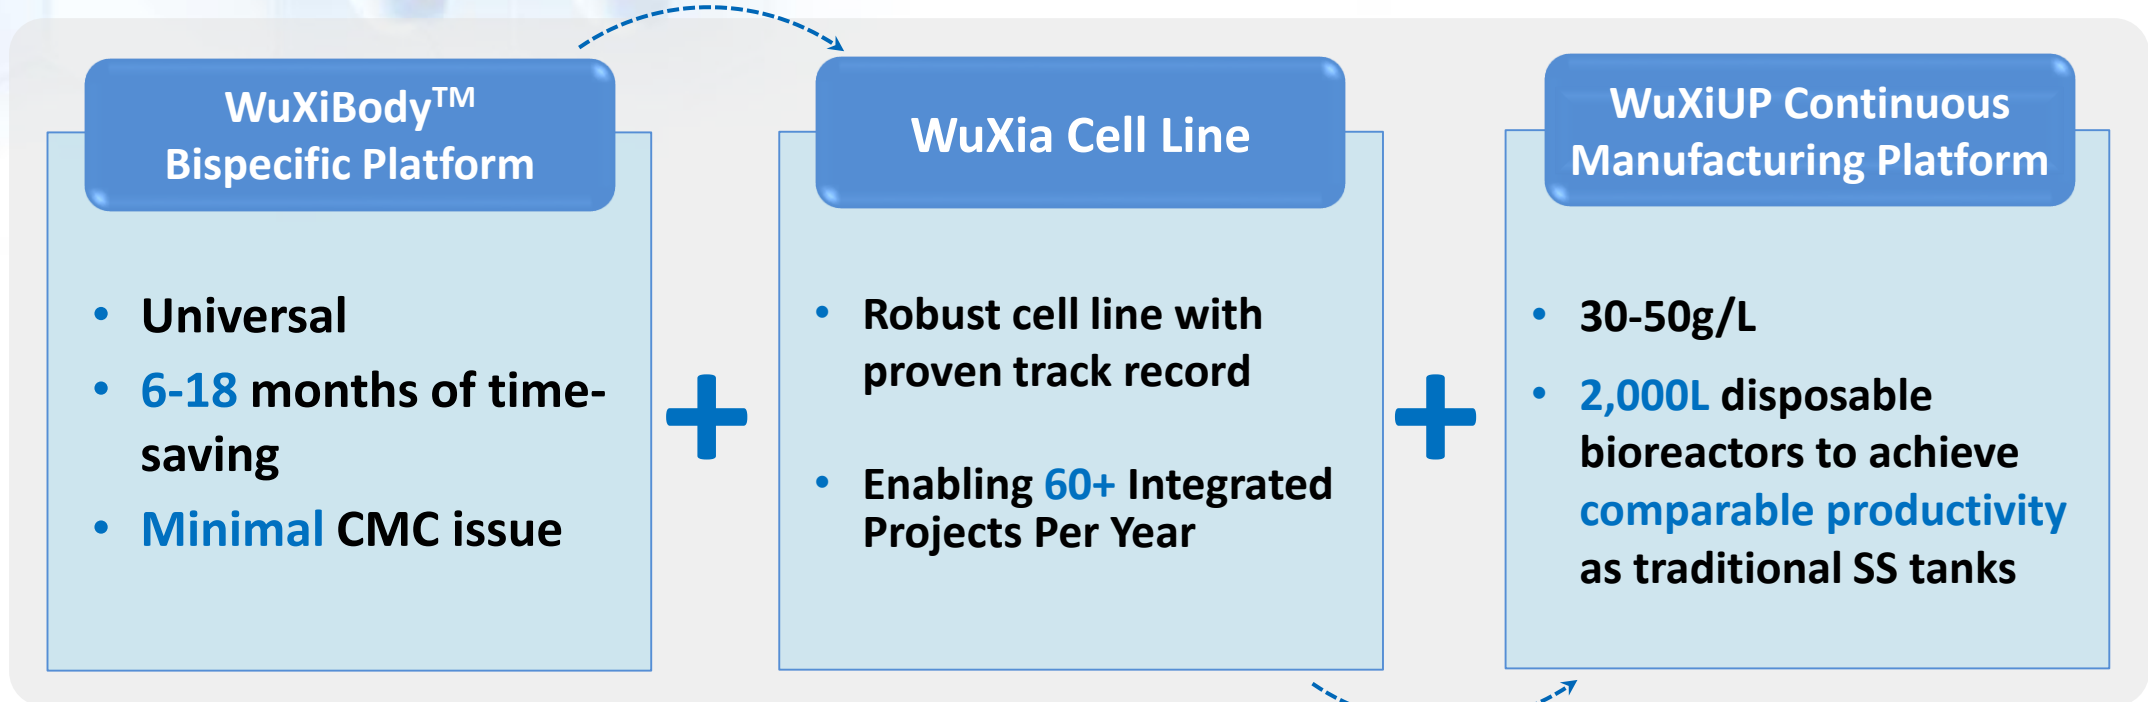 WuXiBody™
Bispecific Platform
• Universal
• 6-18 months of time-
saving
• Minimal CMC issue
+
WuXia Cell Line
• Robust cell line with
proven track record
• Enabling 60+ Integrated
Projects Per Year
+
WuXiUP Continuous
Manufacturing Platform
• 30-50g/L
• 2,000L disposable
bioreactors to achieve
comparable productivity
as traditional SS tanks